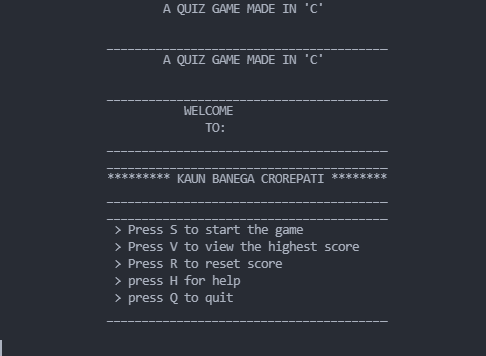 A QUIZ GAME MADE IN 'C'
________________________________________
A QUIZ GAME MADE IN 'C'
________________________________________
WELCOME
TO:
________________________________________
________________________________________
********* KAUN BANEGA CROREPATI ********
________________________________________
________________________________________
> Press S to start the game
> Press V to view the highest score
> Press R to reset score
> press H for help
> press Q to quit
________________________________________